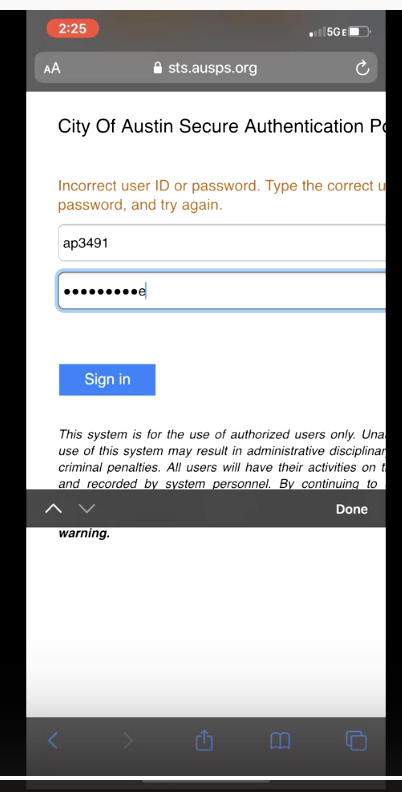 2:25
5GE
AA
sts.ausps.org
City Of Austin Secure Authentication Po
Incorrect user ID or password. Type the correct u
password, and try again.
ap3491
●●●●●●●●●e
Sign in
This system is for the use of authorized users only. Una
use of this system may result in administrative disciplinar
criminal penalties. All users will have their activities on t
and recorded by system personnel. By continuing to
Done
warning.